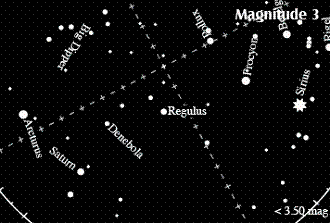 Magnitude 3
Big Dipper
Pollux
Procyon
Sirius
Regulus
Arcturus
Denebola
Saturn
< 3.50 mag